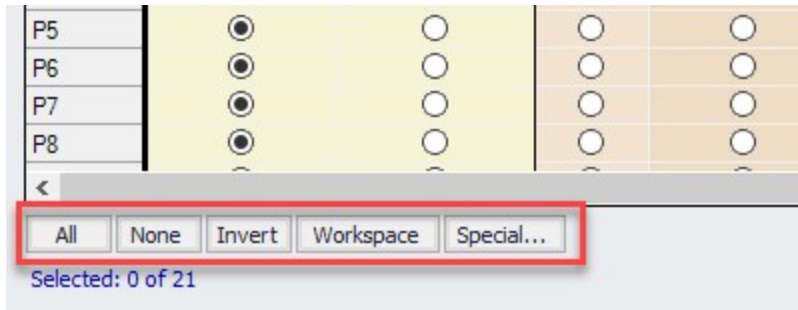 P5
P6
P7
P8
All None Invert Workspace Special...
Selected: 0 of 21